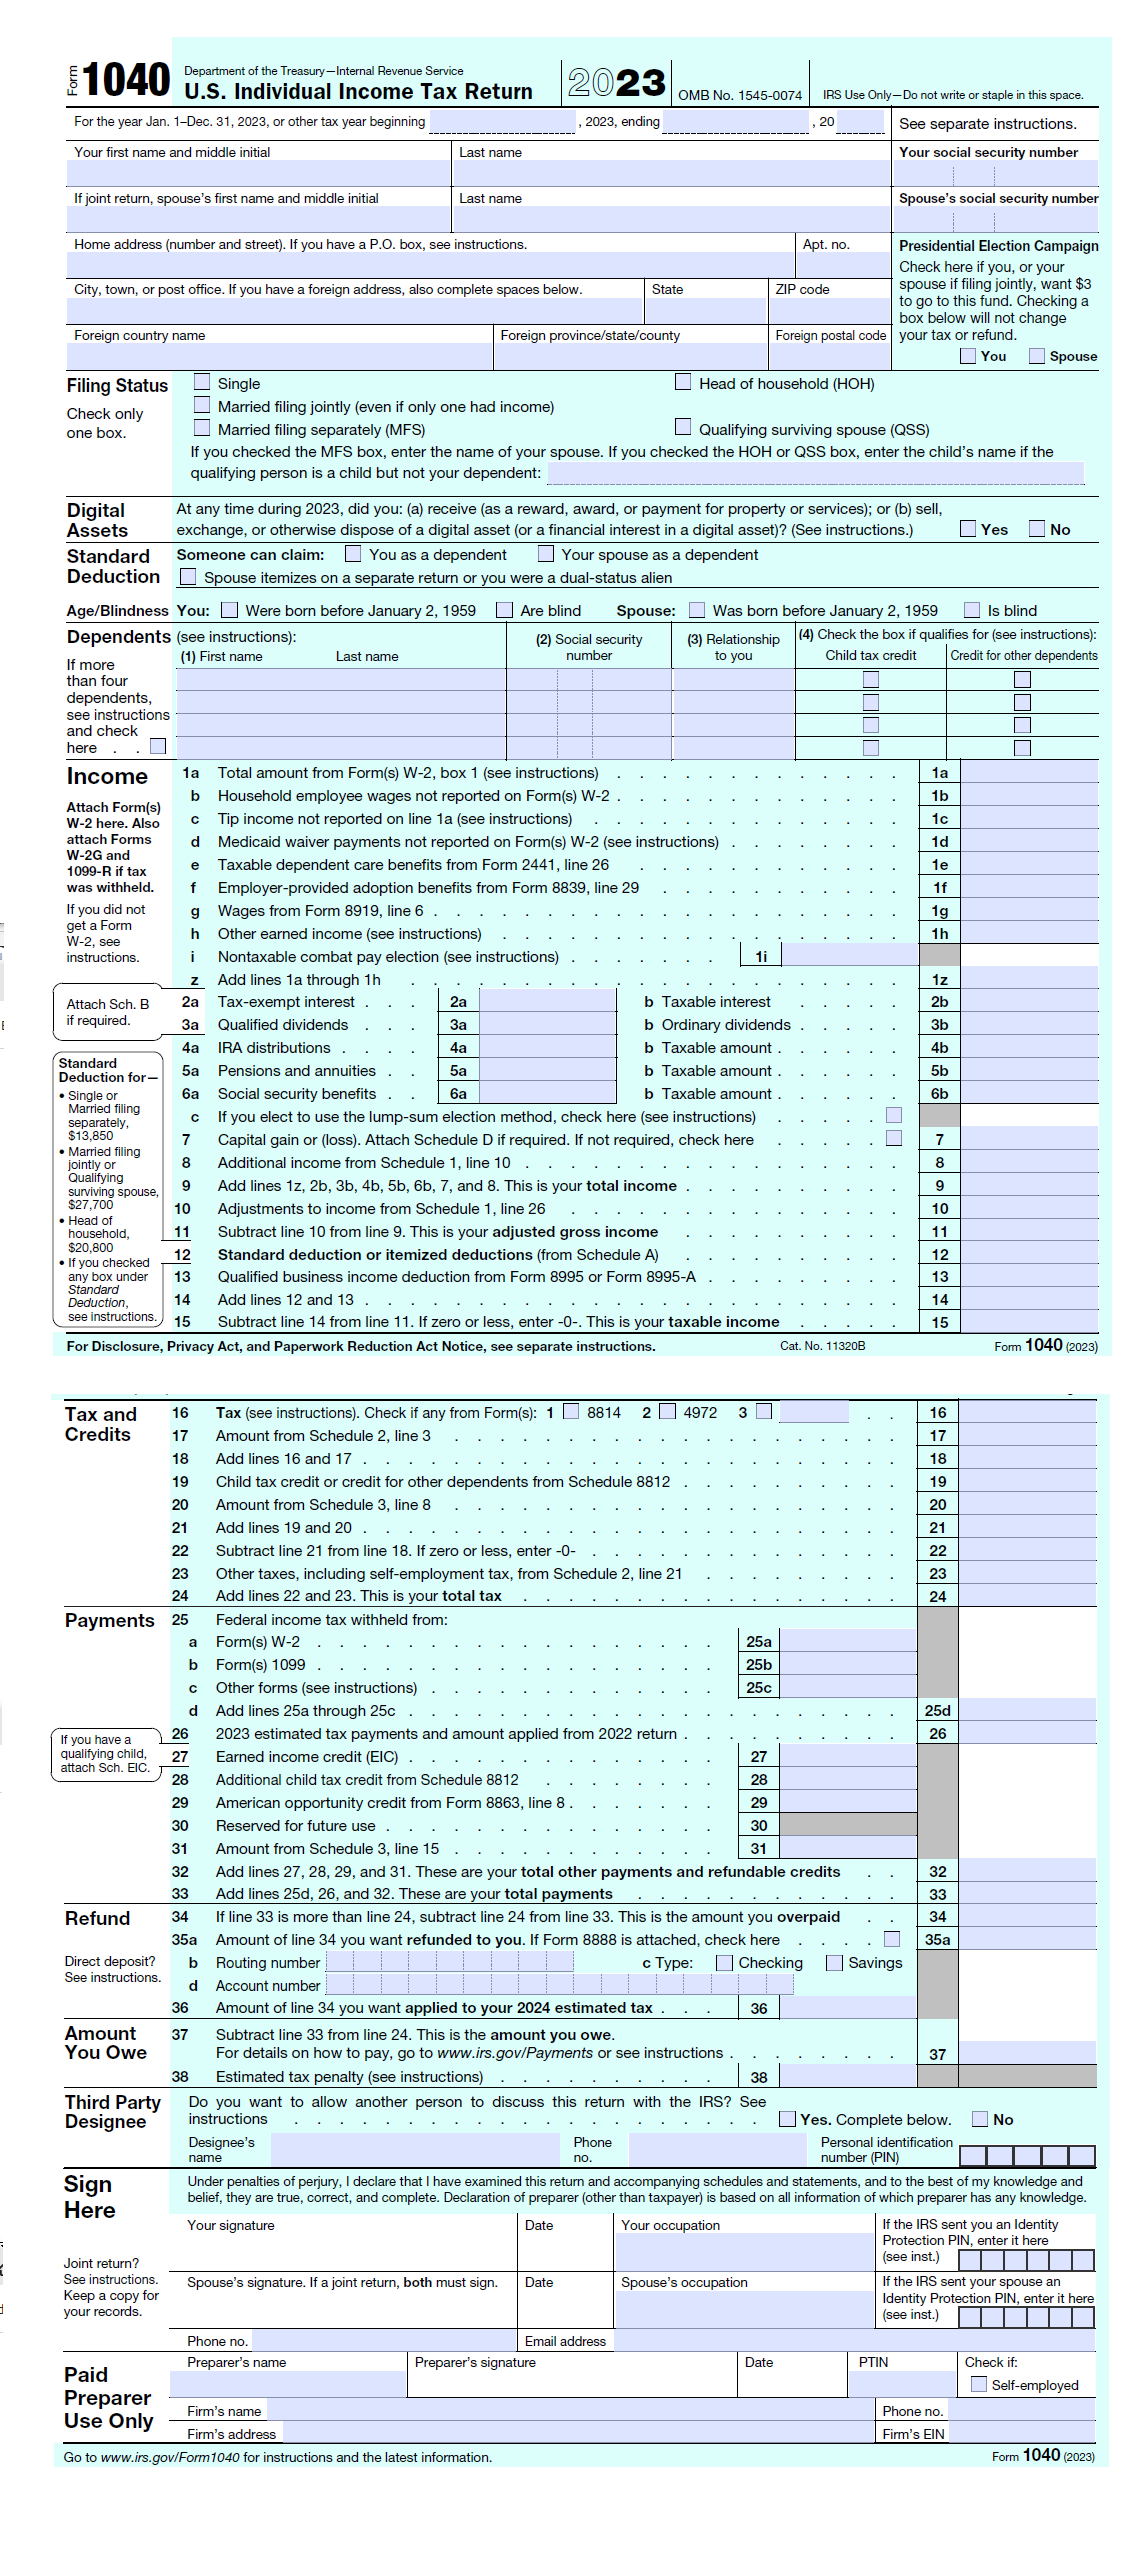 Form 1040 Department of the Treasury—Internal Revenue Service
U.S. Individual Income Tax Return 2023 OMB No. 1545-0074 IRS Use Only—Do not write or staple in this space.
For the year Jan. 1–Dec. 31, 2023, or other tax year beginning , 2023, ending , 20 See separate instructions.
Your first name and middle initial Last name Your social security number
If joint return, spouse's first name and middle initial Last name Spouse's social security number
Home address (number and street). If you have a P.O. box, see instructions. Apt. no.
City, town, or post office. If you have a foreign address, also complete spaces below. State ZIP code
Foreign country name Foreign province/state/county Foreign postal code
Presidential Election Campaign
Check here if you, or your
spouse if filing jointly, want $3
to go to this fund. Checking a
box below will not change
your tax or refund.
You Spouse
Filing Status
Check only
one box.
Single Head of household (HOH)
Married filing jointly (even if only one had income)
Married filing separately (MFS) Qualifying surviving spouse (QSS)
If you checked the MFS box, enter the name of your spouse. If you checked the HOH or QSS box, enter the child's name if the
qualifying person is a child but not your dependent:
Digital
Assets
At any time during 2023, did you: (a) receive (as a reward, award, or payment for property or services); or (b) sell,
exchange, or otherwise dispose of a digital asset (or a financial interest in a digital asset)? (See instructions.) Yes No
Standard
Deduction
Someone can claim: You as a dependent Your spouse as a dependent
Spouse itemizes on a separate return or you were a dual-status alien
Age/Blindness You: Were born before January 2, 1959 Are blind Spouse: Was born before January 2, 1959 Is blind
Dependents (see instructions):
(1) First name Last name
(2) Social security
number
(3) Relationship
to you
(4) Check the box if qualifies for (see instructions):
Child tax credit Credit for other dependents
If more
than four
dependents,
see instructions
and check
here . .
Income
Attach Form(s)
W-2 here. Also
attach Forms
W-2G and
1099-R if tax
was withheld.
If you did not
get a Form
W-2, see
instructions.
1a Total amount from Form(s) W-2, box 1 (see instructions) 1a
b Household employee wages not reported on Form(s) W-2 1b
c Tip income not reported on line 1a (see instructions) 1c
d Medicaid waiver payments not reported on Form(s) W-2 (see instructions) 1d
e Taxable dependent care benefits from Form 2441, line 26 1e
f Employer-provided adoption benefits from Form 8839, line 29 1f
g Wages from Form 8919, line 6 1g
h Other earned income (see instructions) 1h
i Nontaxable combat pay election (see instructions) 1i
z Add lines 1a through 1h 1z
Attach Sch. B
if required.
2a Tax-exempt interest 2a b Taxable interest 2b
3a Qualified dividends 3a b Ordinary dividends 3b
4a IRA distributions 4a b Taxable amount 4b
5a Pensions and annuities 5a b Taxable amount 5b
6a Social security benefits 6a b Taxable amount 6b
c If you elect to use the lump-sum election method, check here (see instructions)
7 Capital gain or (loss). Attach Schedule D if required. If not required, check here 7
8 Additional income from Schedule 1, line 10 8
9 Add lines 1z, 2b, 3b, 4b, 5b, 6b, 7, and 8. This is your total income 9
10 Adjustments to income from Schedule 1, line 26 10
11 Subtract line 10 from line 9. This is your adjusted gross income 11
12 Standard deduction or itemized deductions (from Schedule A) 12
13 Qualified business income deduction from Form 8995 or Form 8995-A 13
14 Add lines 12 and 13 14
15 Subtract line 14 from line 11. If zero or less, enter -0-. This is your taxable income 15
Standard
Deduction for—
• Single or
Married filing
separately,
$13,850
• Married filing
jointly or
Qualifying
surviving spouse,
$27,700
• Head of
household,
$20,800
• If you checked
any box under
Standard
Deduction,
see instructions.
For Disclosure, Privacy Act, and Paperwork Reduction Act Notice, see separate instructions. Cat. No. 11320B Form 1040 (2023)
Tax and
Credits
16 Tax (see instructions). Check if any from Form(s): 1 8814 2 4972 3 16
17 Amount from Schedule 2, line 3 17
18 Add lines 16 and 17 18
19 Child tax credit or credit for other dependents from Schedule 8812 19
20 Amount from Schedule 3, line 8 20
21 Add lines 19 and 20 21
22 Subtract line 21 from line 18. If zero or less, enter -0- 22
23 Other taxes, including self-employment tax, from Schedule 2, line 21 23
24 Add lines 22 and 23. This is your total tax 24
Payments
25 Federal income tax withheld from:
a Form(s) W-2 25a
b Form(s) 1099 25b
c Other forms (see instructions) 25c
d Add lines 25a through 25c 25d
26 2023 estimated tax payments and amount applied from 2022 return 26
If you have a
qualifying child,
attach Sch. EIC.
27 Earned income credit (EIC) 27
28 Additional child tax credit from Schedule 8812 28
29 American opportunity credit from Form 8863, line 8 29
30 Reserved for future use 30
31 Amount from Schedule 3, line 15 31
32 Add lines 27, 28, 29, and 31. These are your total other payments and refundable credits 32
33 Add lines 25d, 26, and 32. These are your total payments 33
Refund
34 If line 33 is more than line 24, subtract line 24 from line 33. This is the amount you overpaid 34
35a Amount of line 34 you want refunded to you. If Form 8888 is attached, check here 35a
Direct deposit?
See instructions.
b Routing number c Type: Checking Savings
d Account number
36 Amount of line 34 you want applied to your 2024 estimated tax 36
Amount
You Owe
37 Subtract line 33 from line 24. This is the amount you owe.
For details on how to pay, go to www.irs.gov/Payments or see instructions 37
38 Estimated tax penalty (see instructions) 38
Third Party
Designee
Do you want to allow another person to discuss this return with the IRS? See
instructions Yes. Complete below. No
Designee's
name
Phone
no.
Personal identification
number (PIN)
Sign
Here
Under penalties of perjury, I declare that I have examined this return and accompanying schedules and statements, and to the best of my knowledge and
belief, they are true, correct, and complete. Declaration of preparer (other than taxpayer) is based on all information of which preparer has any knowledge.
Joint return?
See instructions.
Keep a copy for
your records.
Your signature Date Your occupation
If the IRS sent you an Identity
Protection PIN, enter it here
(see inst.)
Spouse's signature. If a joint return, both must sign. Date Spouse's occupation
If the IRS sent your spouse an
Identity Protection PIN, enter it here
(see inst.)
Phone no. Email address
Paid
Preparer
Use Only
Preparer's name Preparer's signature Date PTIN Check if:
Self-employed
Firm's name Phone no.
Firm's address Firm's EIN
Go to www.irs.gov/Form1040 for instructions and the latest information. Form 1040 (2023)